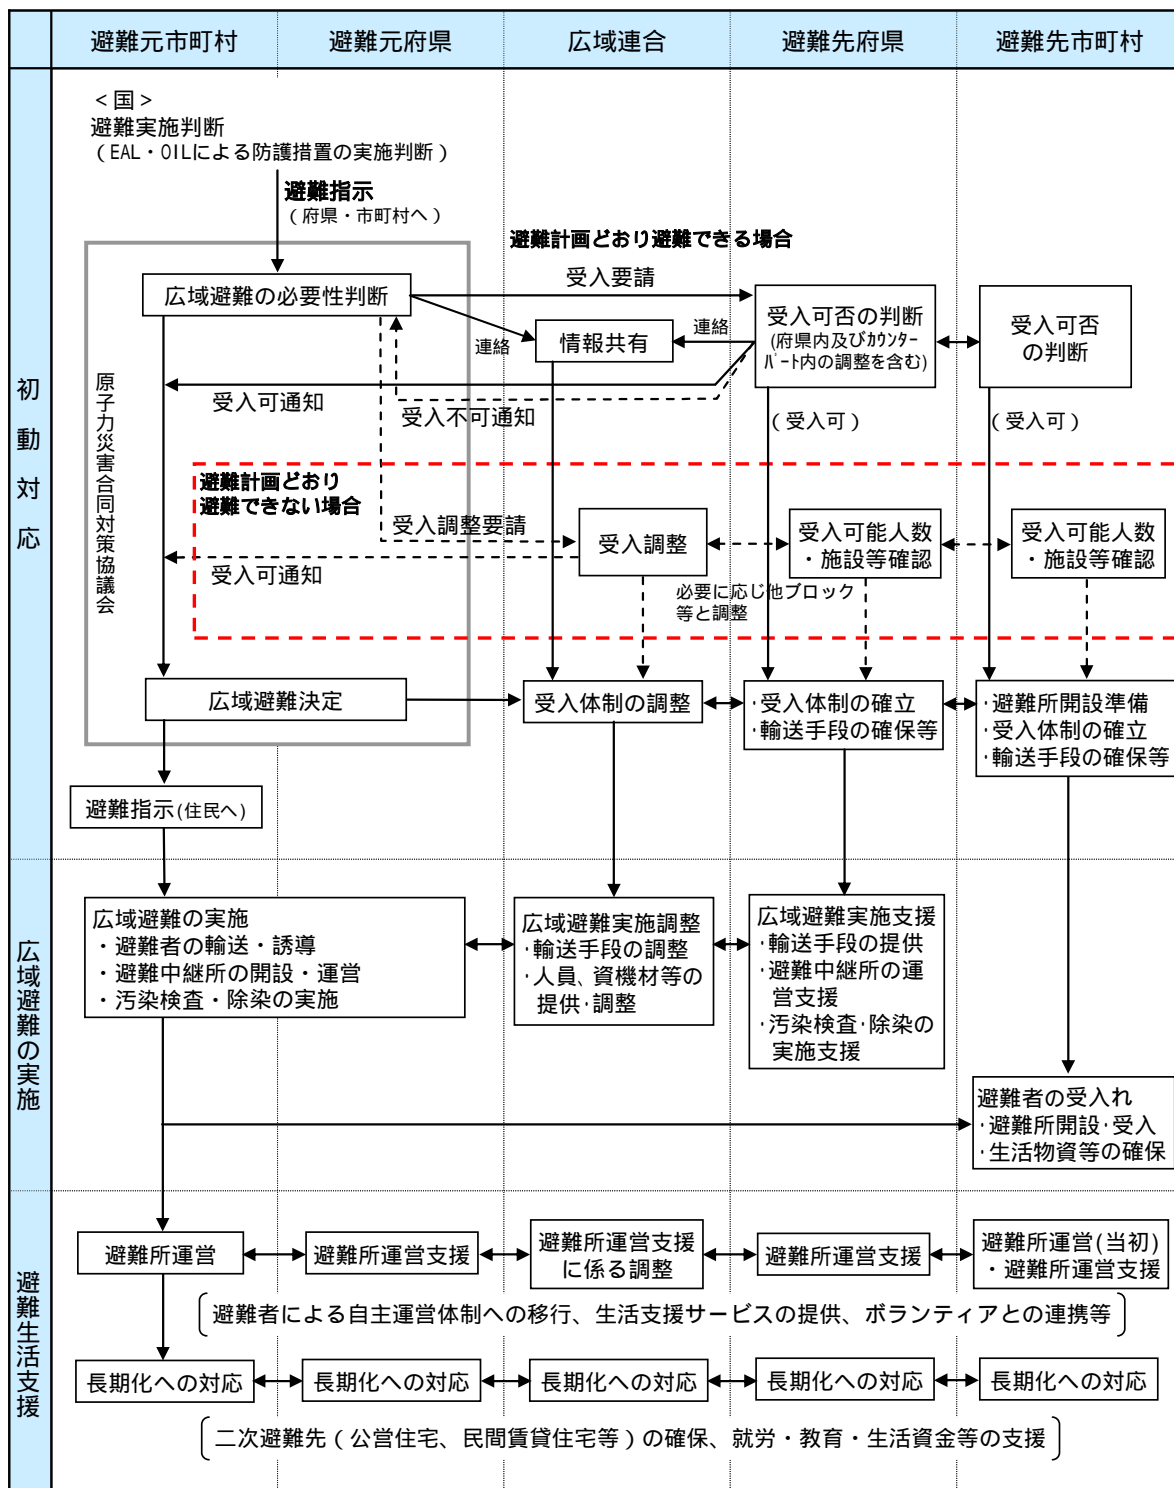 避難元市町村
避難元府県
広域連合
避難先府県
避難先市町村
初動対応
＜国＞
避難実施判断
（EAL・OILによる防護措置の実施判断）
避難指示
（府県・市町村へ）
避難計画どおり避難できる場合
広域避難の必要性判断
受入要請
連絡
情報共有
連絡
受入可否の判断
(府県内及びカウンター
パート内の調整を含む)
受入可否
の判断
原子力災害合同対策協議会
受入可通知
受入不可通知
（受入可）
（受入可）
避難計画どおり
避難できない場合
受入調整要請
受入調整
受入可能人数
・施設等確認
受入可能人数
・施設等確認
受入可通知
必要に応じ他ブロック
等と調整
広域避難決定
受入体制の調整
･受入体制の確立
･輸送手段の確保等
･避難所開設準備
･受入体制の確立
･輸送手段の確保等
避難指示(住民へ)
広域避難の実施
広域避難の実施
・避難者の輸送・誘導
・避難中継所の開設・運営
・汚染検査・除染の実施
広域避難実施調整
･輸送手段の調整
･人員、資機材等の
提供･調整
広域避難実施支援
･輸送手段の提供
･避難中継所の運
営支援
･汚染検査･除染の
実施支援
避難者の受入れ
･避難所開設･受入
･生活物資等の確保
避難生活支援
避難所運営
避難所運営支援
避難所運営支援
に係る調整
避難所運営支援
避難所運営(当初)
・避難所運営支援
避難者による自主運営体制への移行、生活支援サービスの提供、ボランティアとの連携等
長期化への対応
長期化への対応
長期化への対応
長期化への対応
長期化への対応
二次避難先（公営住宅、民間賃貸住宅等）の確保、就労・教育・生活資金等の支援